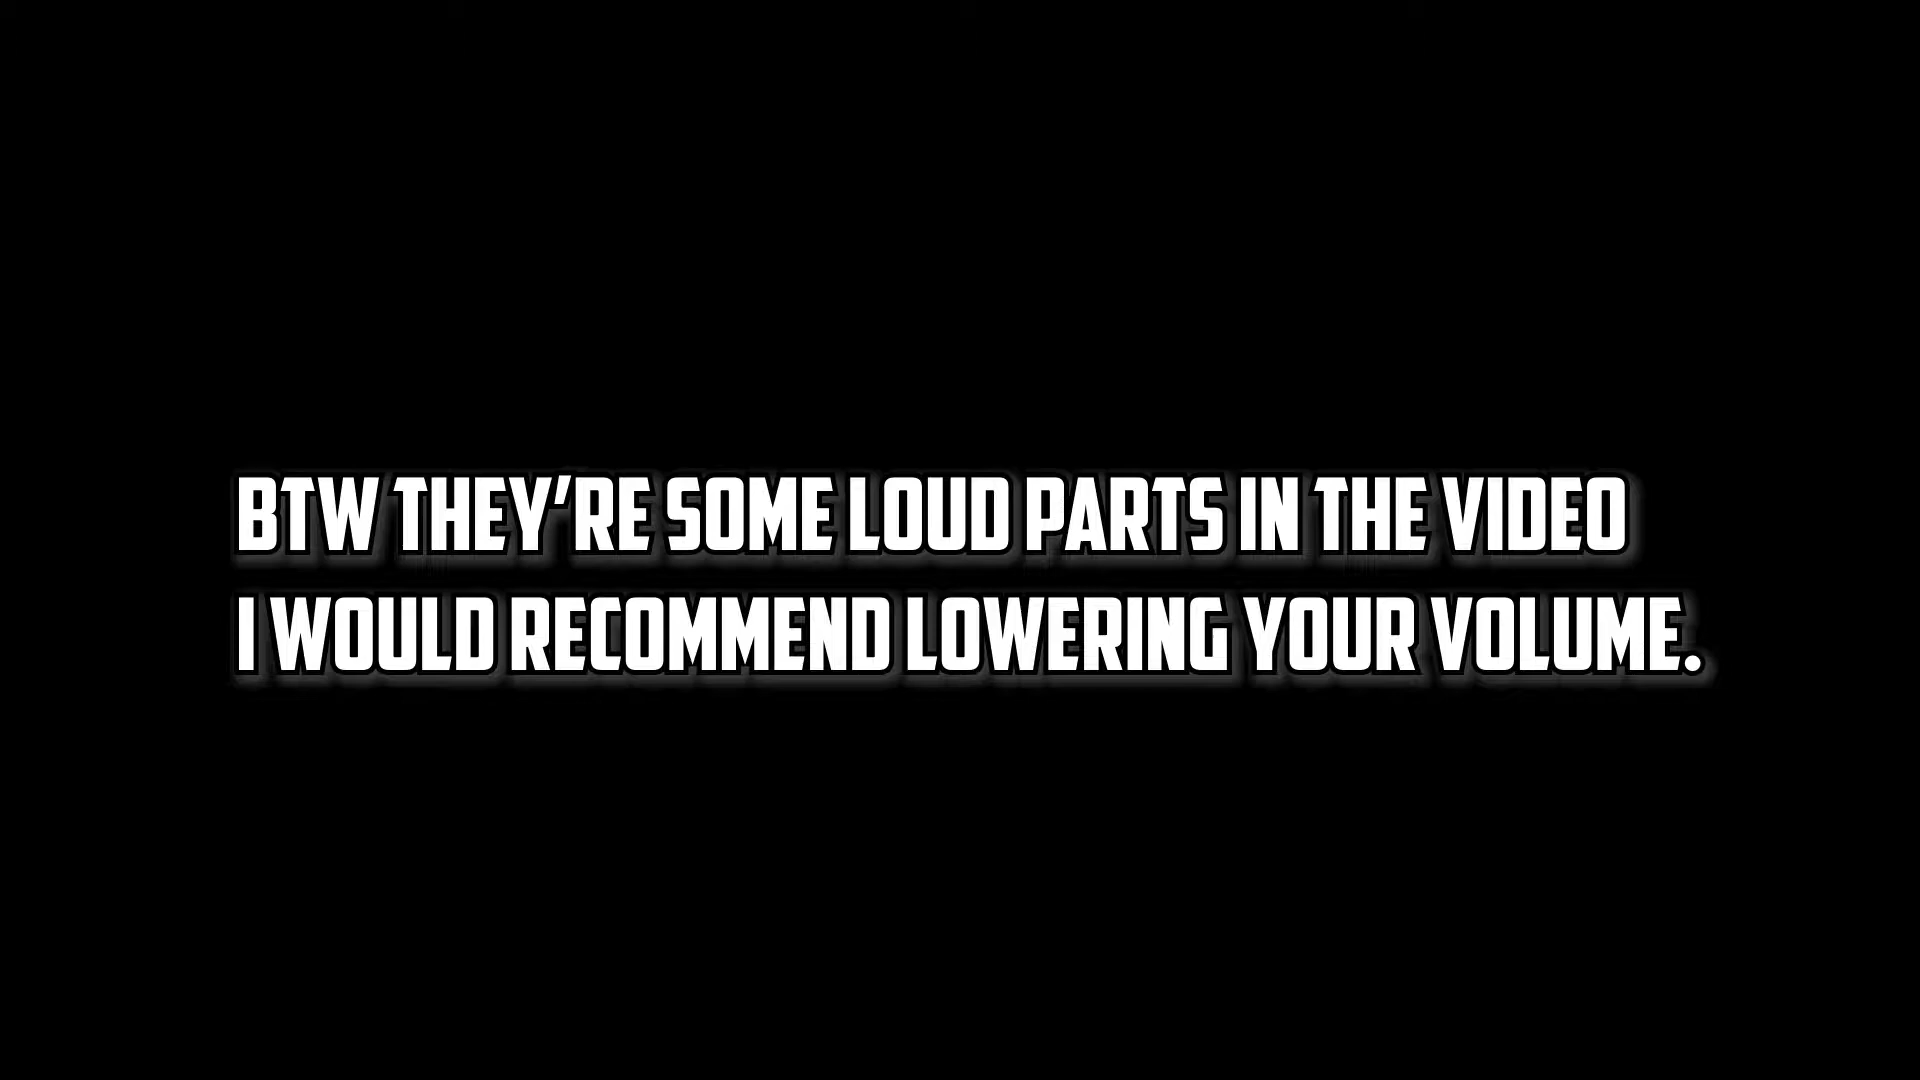 BTW THEY'RE SOME LOUD PARTS IN THE VIDEO
I WOULD RECOMMEND LOWERING YOUR VOLUME.